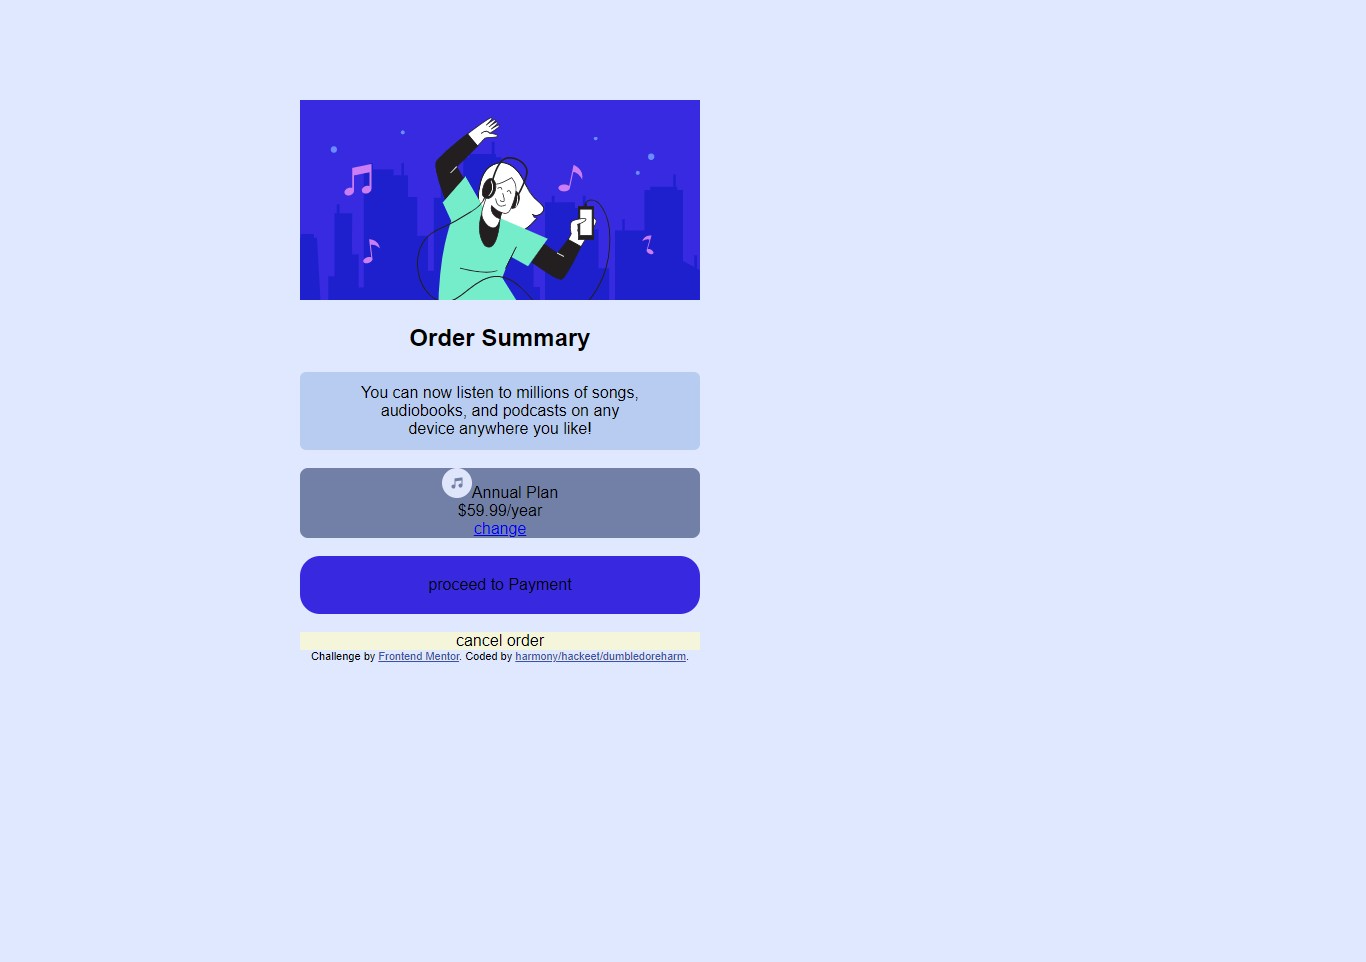 Order Summary
You can now listen to millions of songs,
audiobooks, and podcasts on any
device anywhere you like!
Annual Plan
$59.99/year
change
proceed to Payment
cancel order
Challenge by Frontend Mentor. Coded by harmony/hackeet/dumbledoreharm.